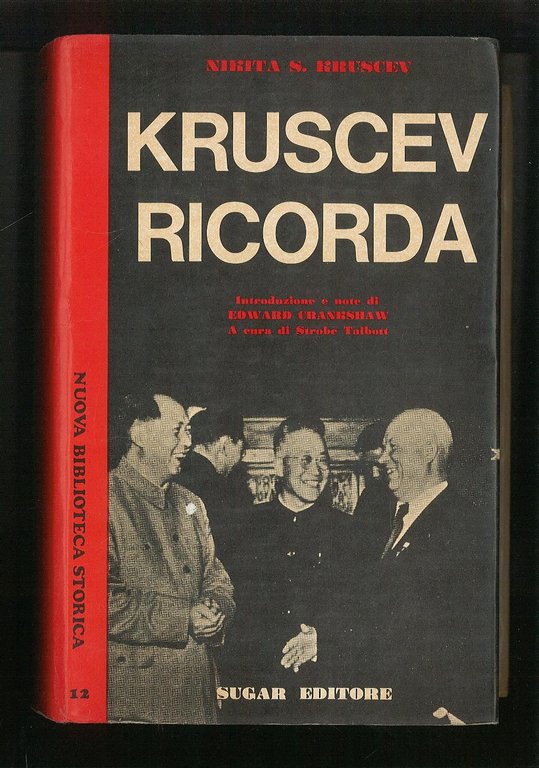 NIKITA S. KRUSCEV
KRUSCEV
RICORDA
Introduzione e note di
EDWARD CRANKSHAW
A cura di Strobe Talbott
NUOVA BIBLIOTECA STORICA
12
SUGAR EDITORE